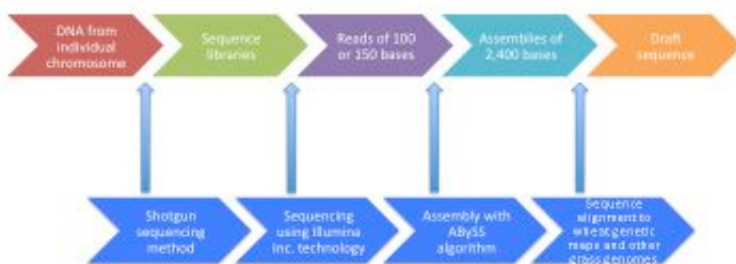 DNA from
individual
chromosome
Sequence
libraries
Reads of 100
or 150 bases
Assemblies of
2,400 bases
Draft
sequence
Shotgun
sequencing
method
Sequencing
using Illumina
Inc. technology
Assembly with
ABySS
algorithm
Sequence
alignment to
wheat genetic
maps and other
grass genomes